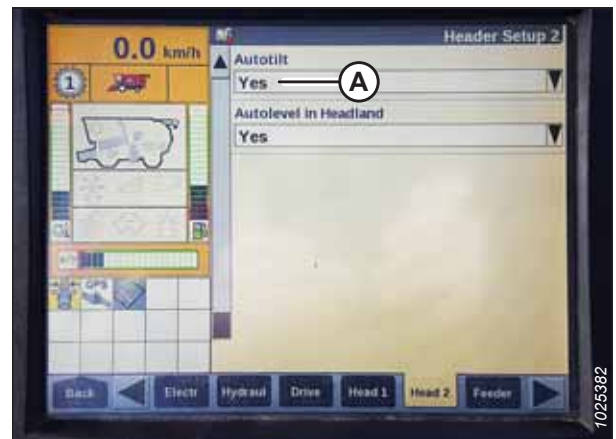 0.0 km/h
Header Setup 2
1
Autotilt
Yes
A
Autolevel in Headland
Yes
GPS
Back
Electr
Hydraul
Drive
Head 1
Head 2
Feeder
1025382